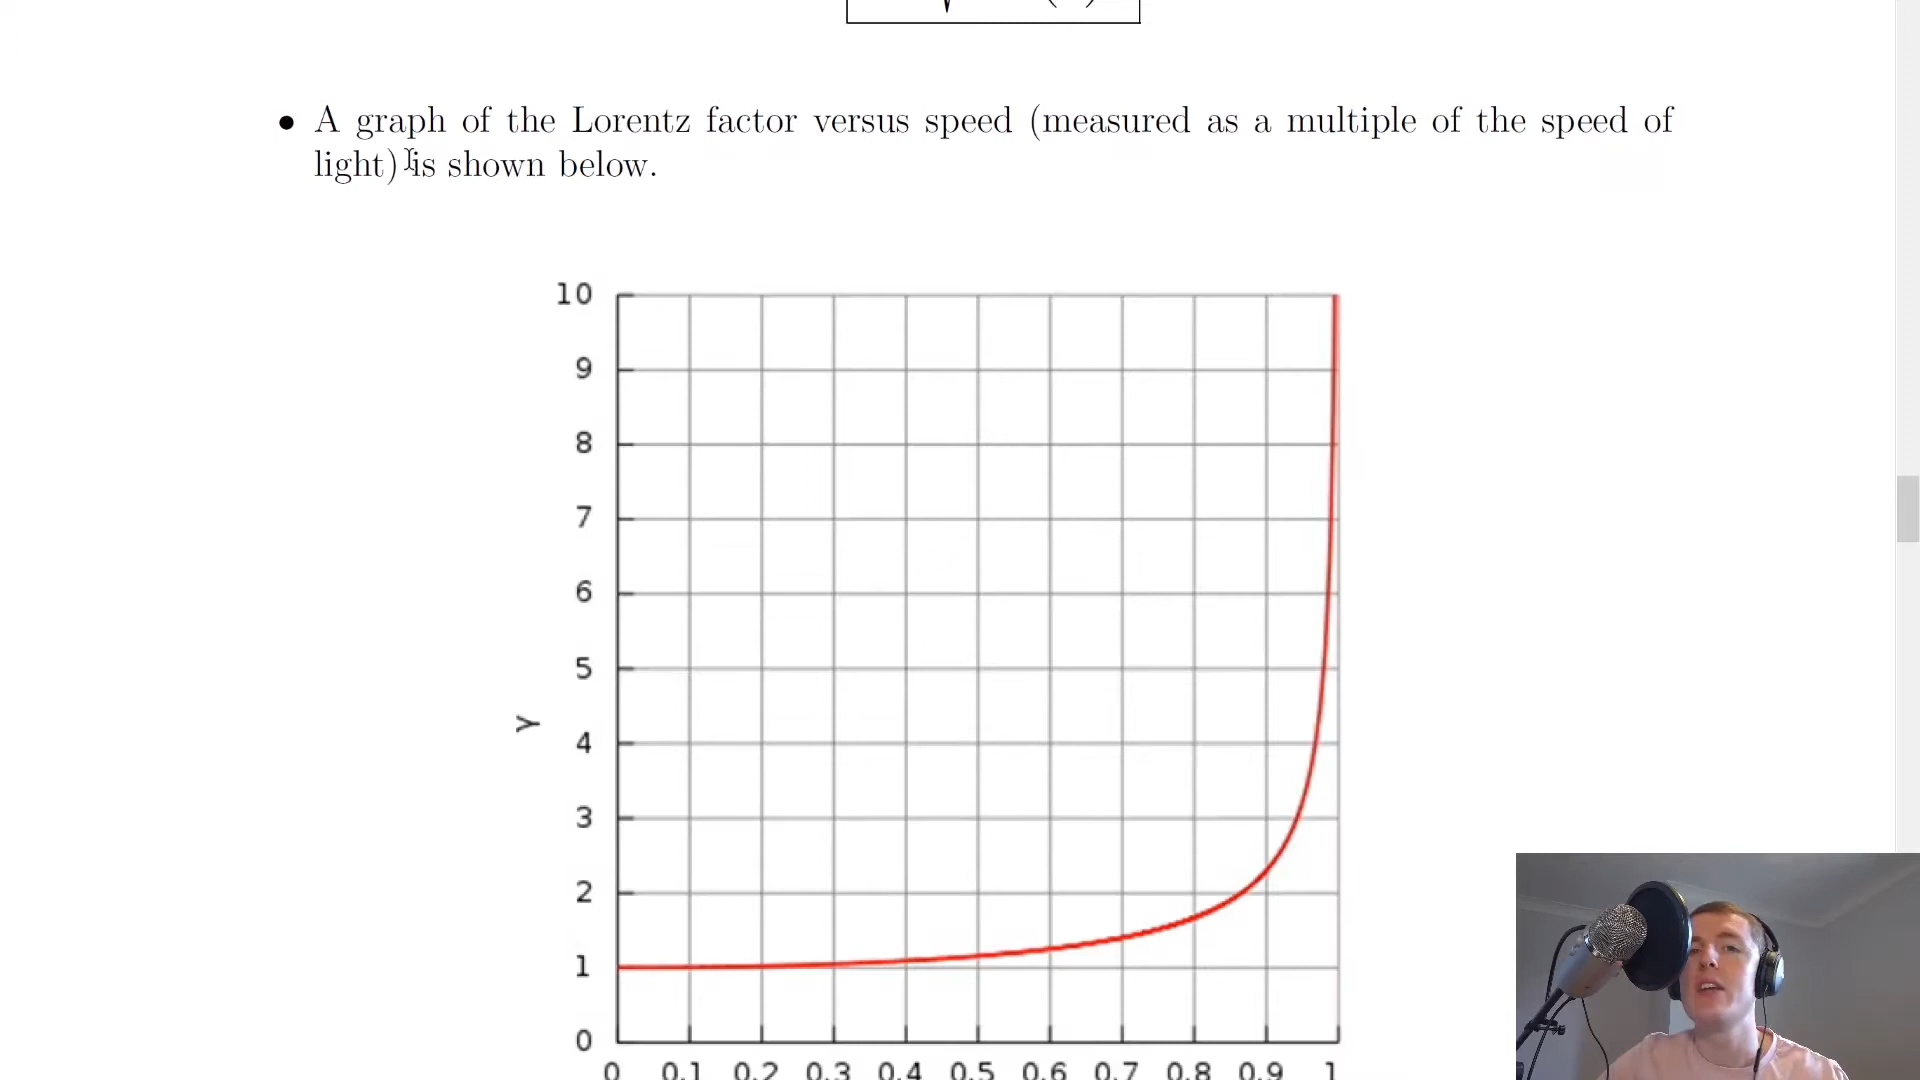 • A graph of the Lorentz factor versus speed (measured as a multiple of the speed of
light) is shown below.
10
9
8
7
6
5
γ
4
3
2
1
0
0 0.1 0.2 0.3 0.4 0.5 0.6 0.7 0.8 0.9 1